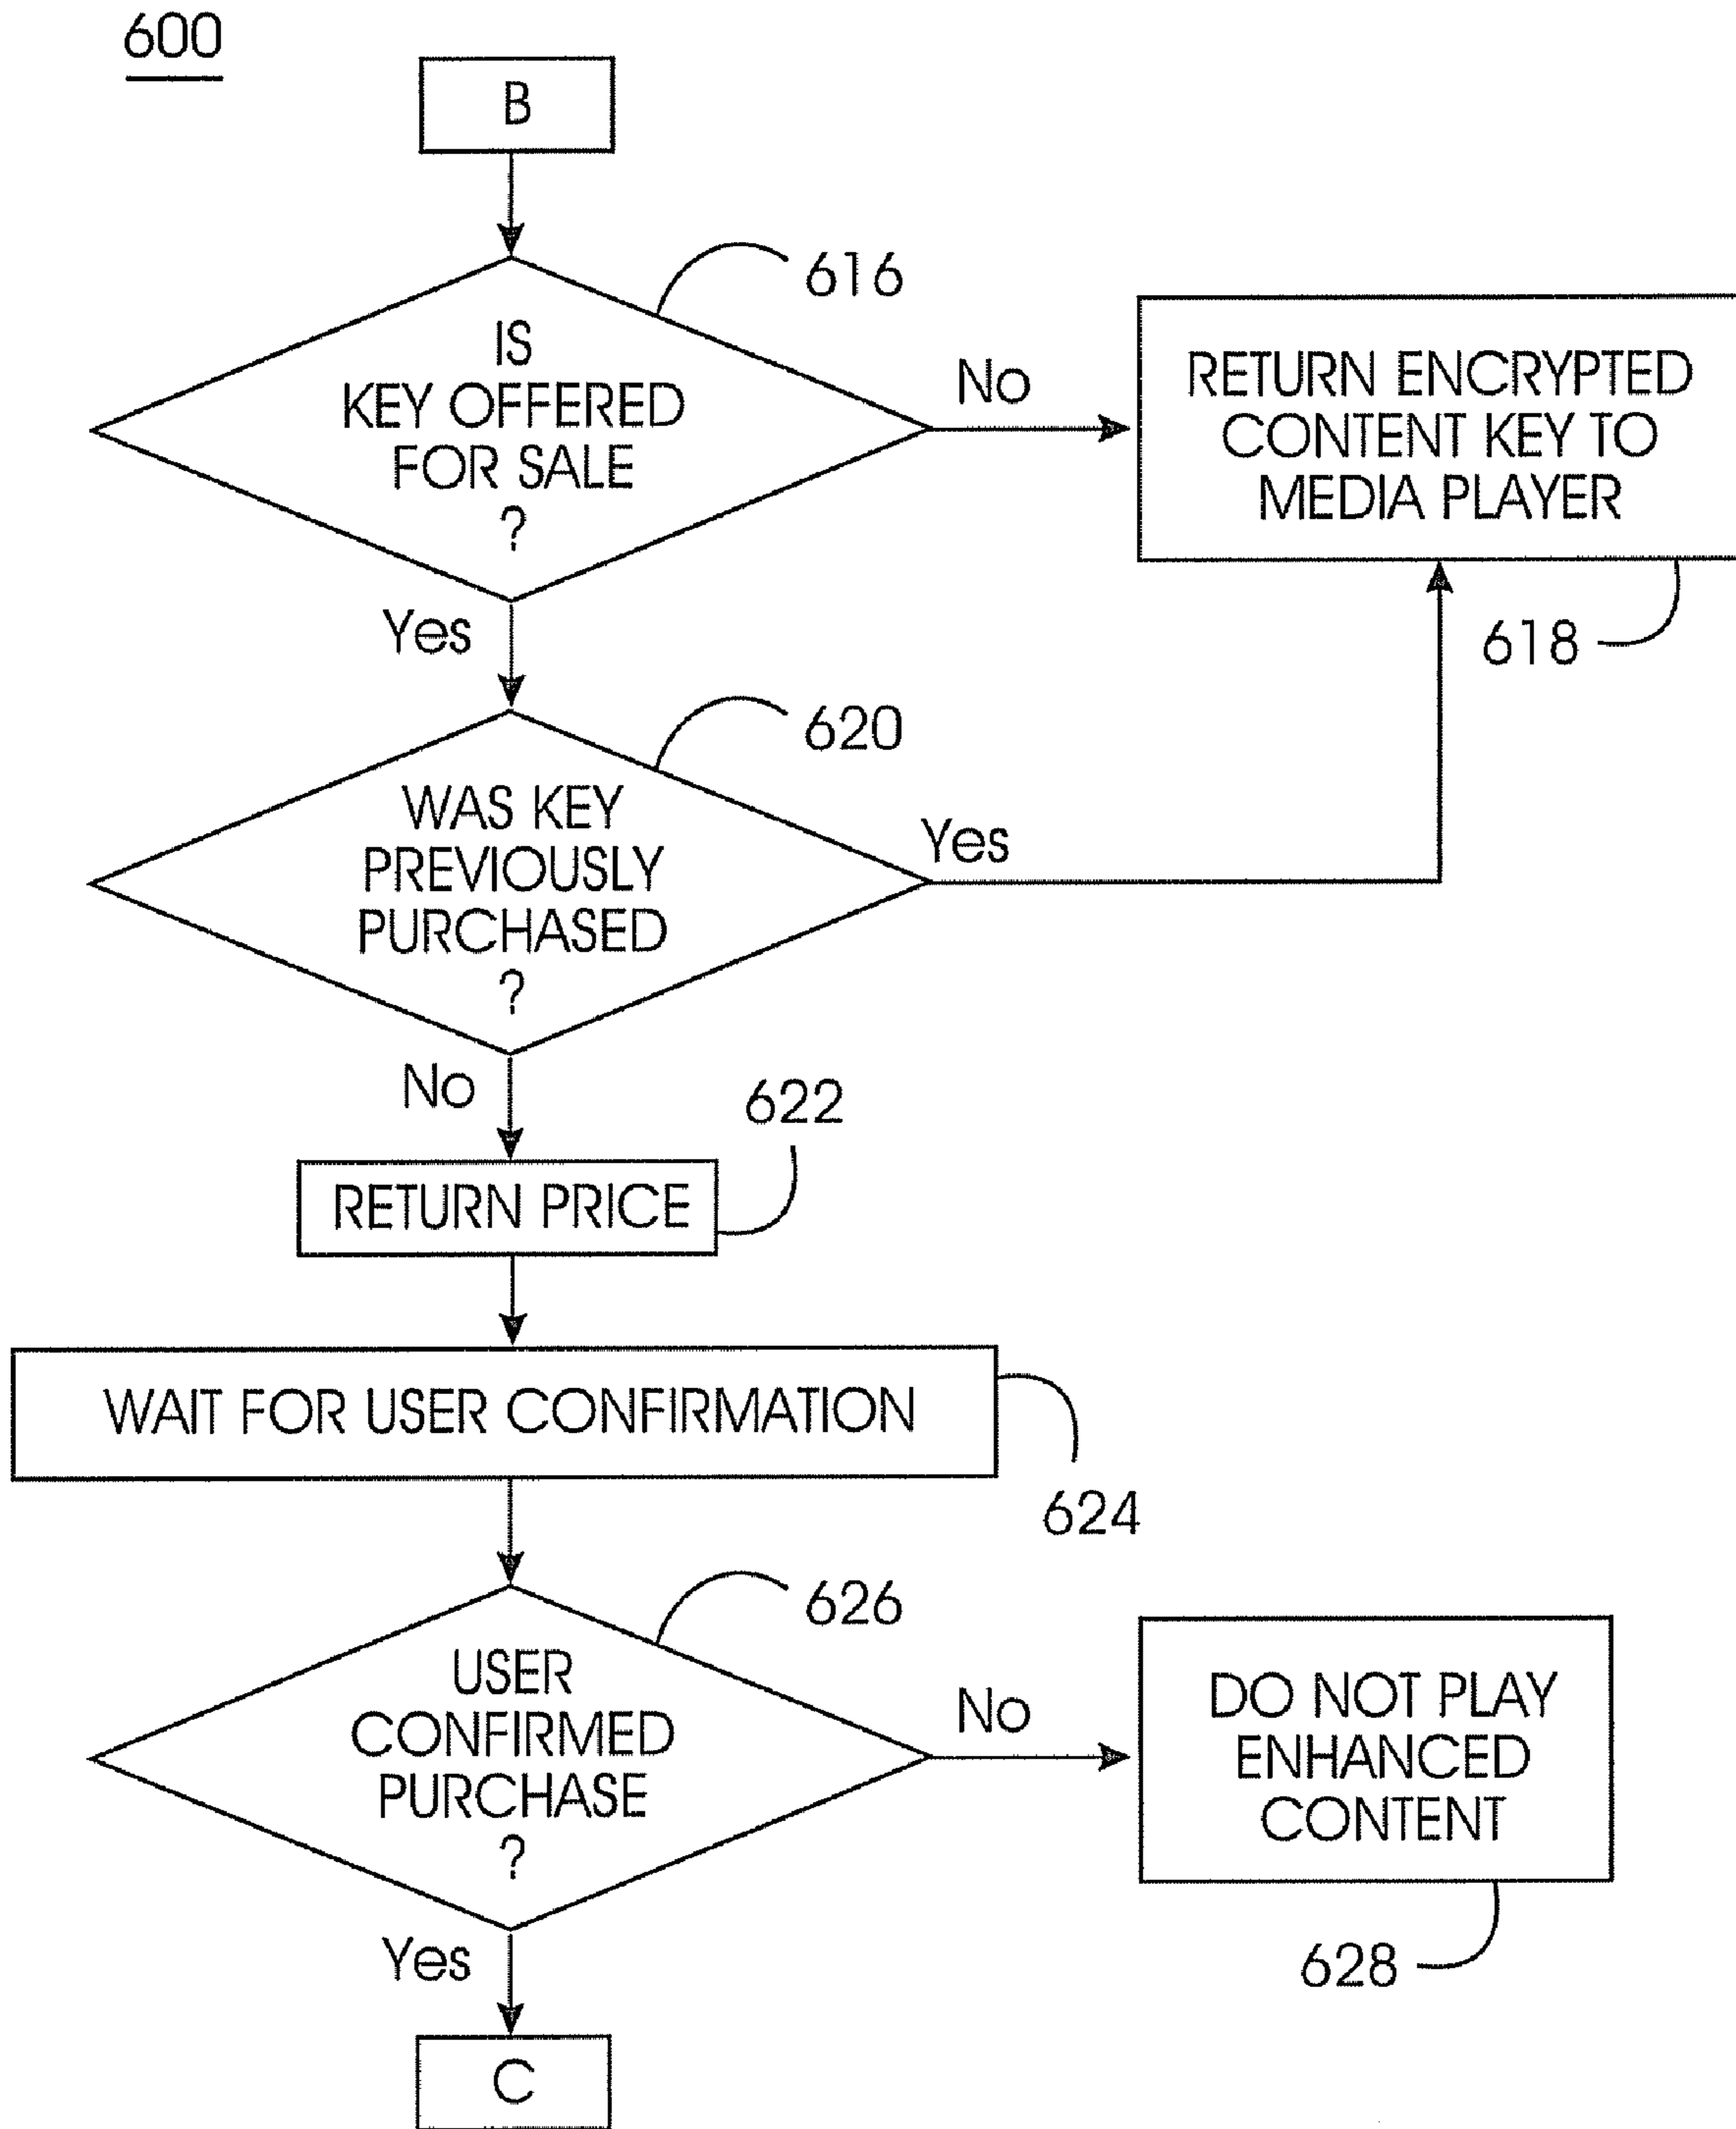 600
B
616
IS
KEY OFFERED
FOR SALE
?
No
RETURN ENCRYPTED
CONTENT KEY TO
MEDIA PLAYER
618
Yes
620
WAS KEY
PREVIOUSLY
PURCHASED
?
Yes
No
622
RETURN PRICE
WAIT FOR USER CONFIRMATION
624
626
USER
CONFIRMED
PURCHASE
?
No
DO NOT PLAY
ENHANCED
CONTENT
628
Yes
C